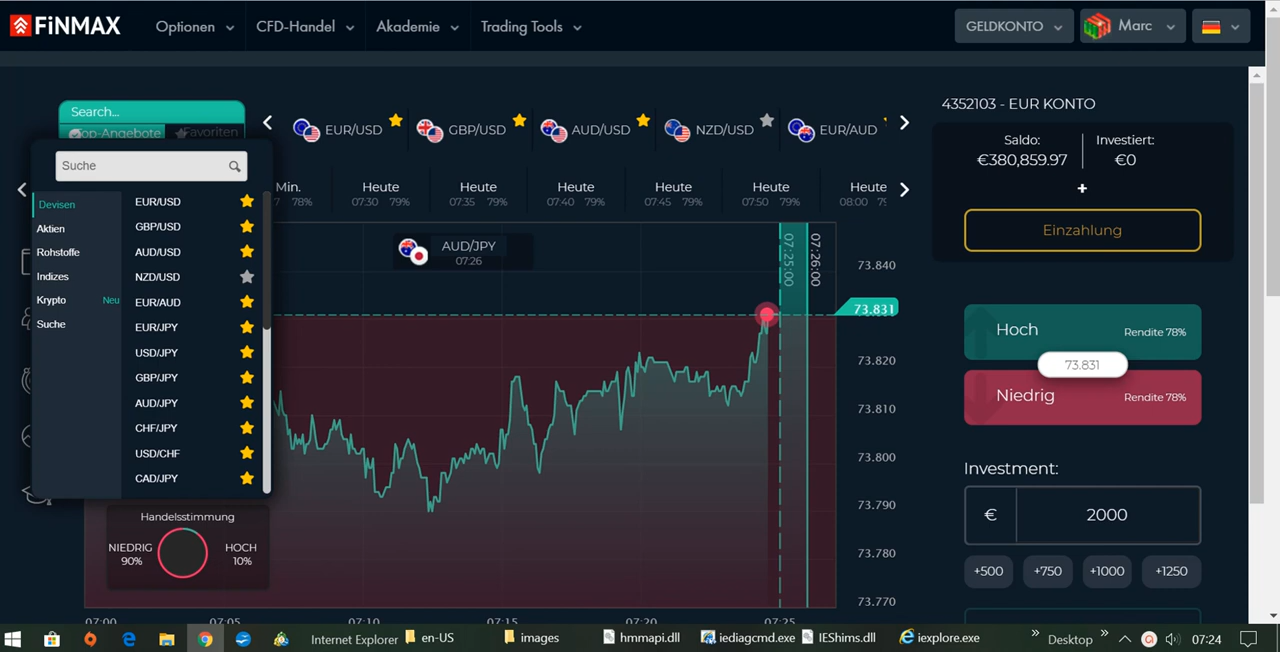 FiNMAX
Optionen
CFD-Handel
Akademie
Trading Tools
GELDKONTO
Marc
Search...
Favoriten
EUR/USD
GBP/USD
AUD/USD
NZD/USD
EUR/AUD
4352103 - EUR KONTO
Saldo:
€380,859.97
Investiert:
€0
+
Einzahlung
Suche
Devisen
Aktien
Rohstoffe
Indizes
Krypto Neu
Suche
EUR/USD
GBP/USD
AUD/USD
NZD/USD
EUR/AUD
EUR/JPY
USD/JPY
GBP/JPY
AUD/JPY
CHF/JPY
USD/CHF
CAD/JPY
Min.
78%
Heute
07:30 79%
Heute
07:35 79%
Heute
07:40 79%
Heute
07:45 79%
Heute
07:50 79%
Heute
08:00
AUD/JPY
07:26
07:25:00
07:26:00
73.840
73.831
73.820
73.810
73.800
73.790
73.780
73.770
Hoch
Rendite 78%
73.831
Niedrig
Rendite 78%
Investment:
€
2000
+500
+750
+1000
+1250
Handelsstimmung
NIEDRIG
90%
HOCH
10%
07:00
07:05
07:10
07:15
07:20
07:25
Internet Explorer
en-US
images
hmmapi.dll
iediagcmd.exe
IEShims.dll
iexplore.exe
»
Desktop
»
07:24